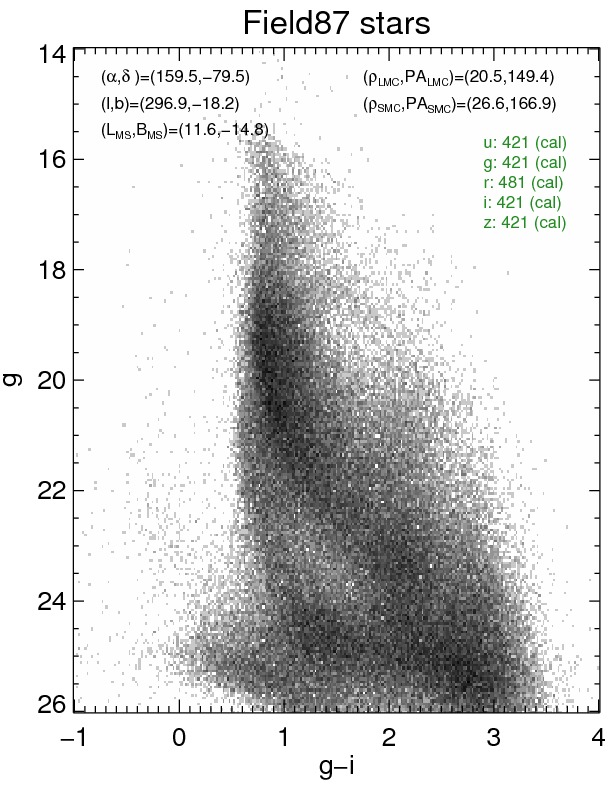 Field87 stars
14
(α,δ )=(159.5,−79.5) (ρLMC,PALMC)=(20.5,149.4)
(l,b)=(296.9,−18.2) (ρSMC,PASMC)=(26.6,166.9)
(LMS,BMS)=(11.6,−14.8)
u: 421 (cal)
g: 421 (cal)
r: 481 (cal)
i: 421 (cal)
z: 421 (cal)
16
18
20
g
22
24
26
−1 0 1 2 3 4
g−i